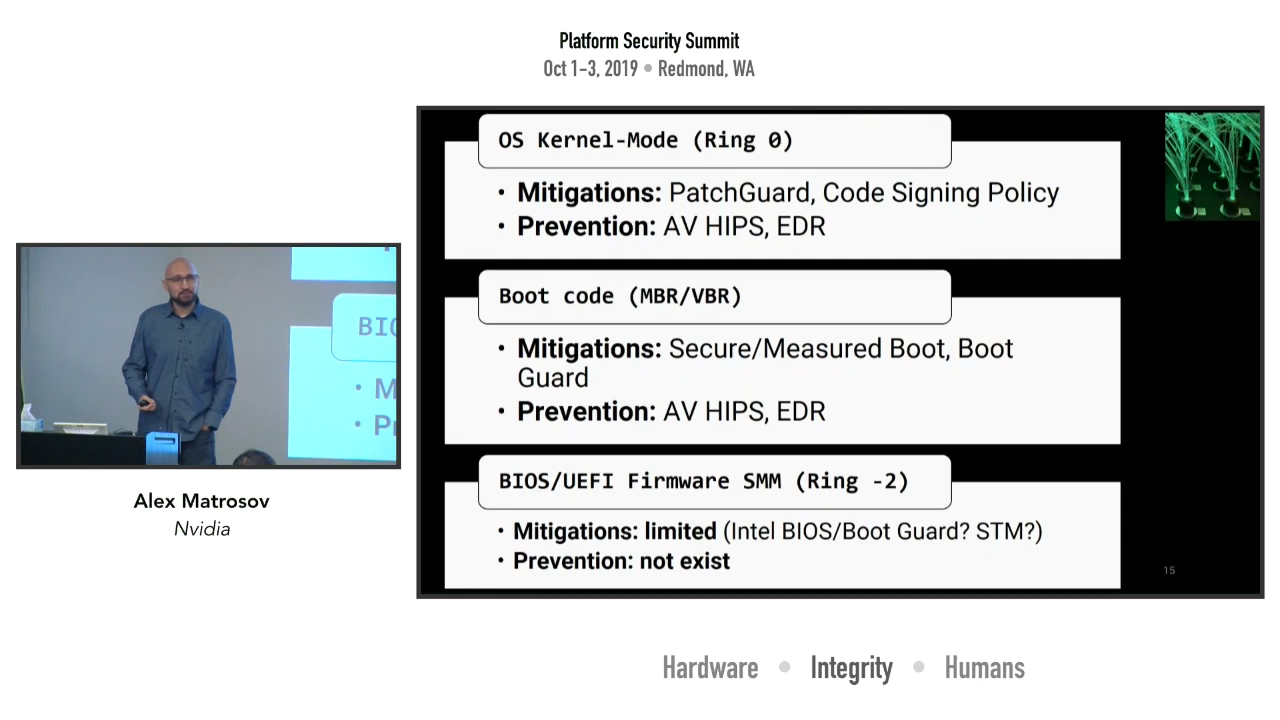 Platform Security Summit
Oct 1-3, 2019 • Redmond, WA
OS Kernel-Mode (Ring 0)
• Mitigations: PatchGuard, Code Signing Policy
• Prevention: AV HIPS, EDR
Boot code (MBR/VBR)
• Mitigations: Secure/Measured Boot, Boot
Guard
• Prevention: AV HIPS, EDR
BIOS/UEFI Firmware SMM (Ring -2)
• Mitigations: limited (Intel BIOS/Boot Guard? STM?)
• Prevention: not exist
15
BIO
• M
• Pr
Alex Matrosov
Nvidia
Hardware • Integrity • Humans